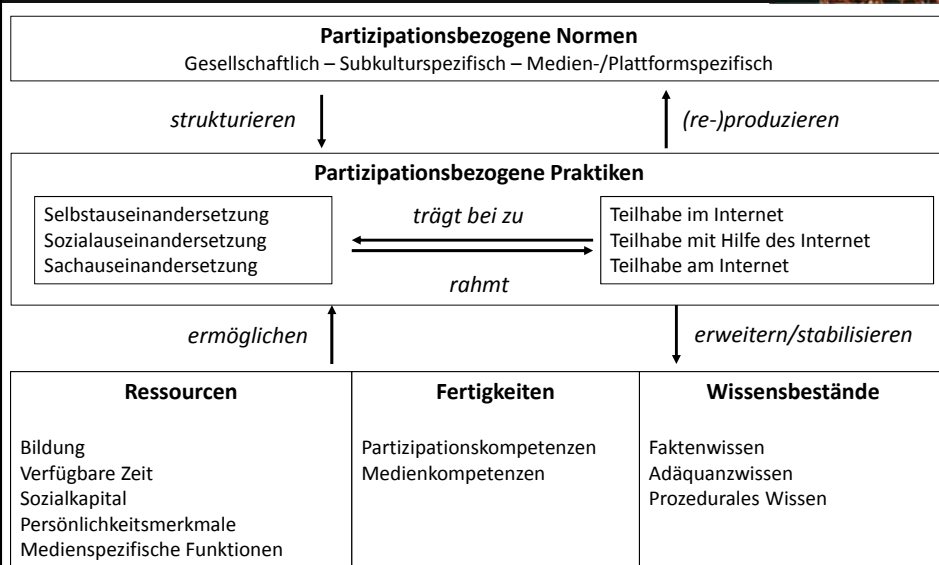 Partizipationsbezogene Normen
Gesellschaftlich – Subkulturspezifisch – Medien-/Plattformspezifisch
strukturieren
(re-)produzieren
Partizipationsbezogene Praktiken
Selbstauseinandersetzung
Sozialauseinandersetzung
Sachauseinandersetzung
trägt bei zu
rahmt
Teilhabe im Internet
Teilhabe mit Hilfe des Internet
Teilhabe am Internet
ermöglichen
erweitern/stabilisieren
Ressourcen
Bildung
Verfügbare Zeit
Sozialkapital
Persönlichkeitsmerkmale
Medienspezifische Funktionen
Fertigkeiten
Partizipationskompetenzen
Medienkompetenzen
Wissensbestände
Faktenwissen
Adäquanzwissen
Prozedurales Wissen